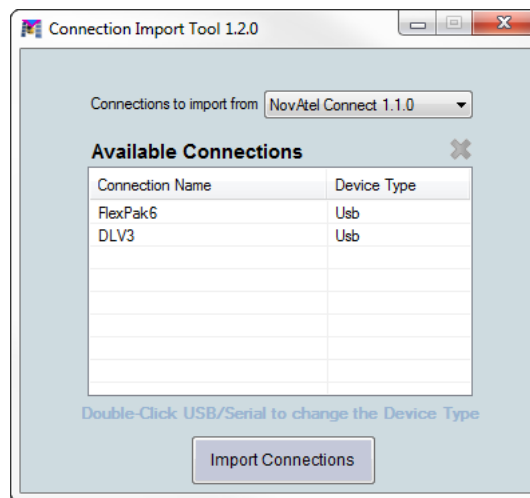 Connection Import Tool 1.2.0
Connections to import from NovAtel Connect 1.1.0
Available Connections
Connection Name Device Type
FlexPak6 Usb
DLV3 Usb
Double-Click USB/Serial to change the Device Type
Import Connections